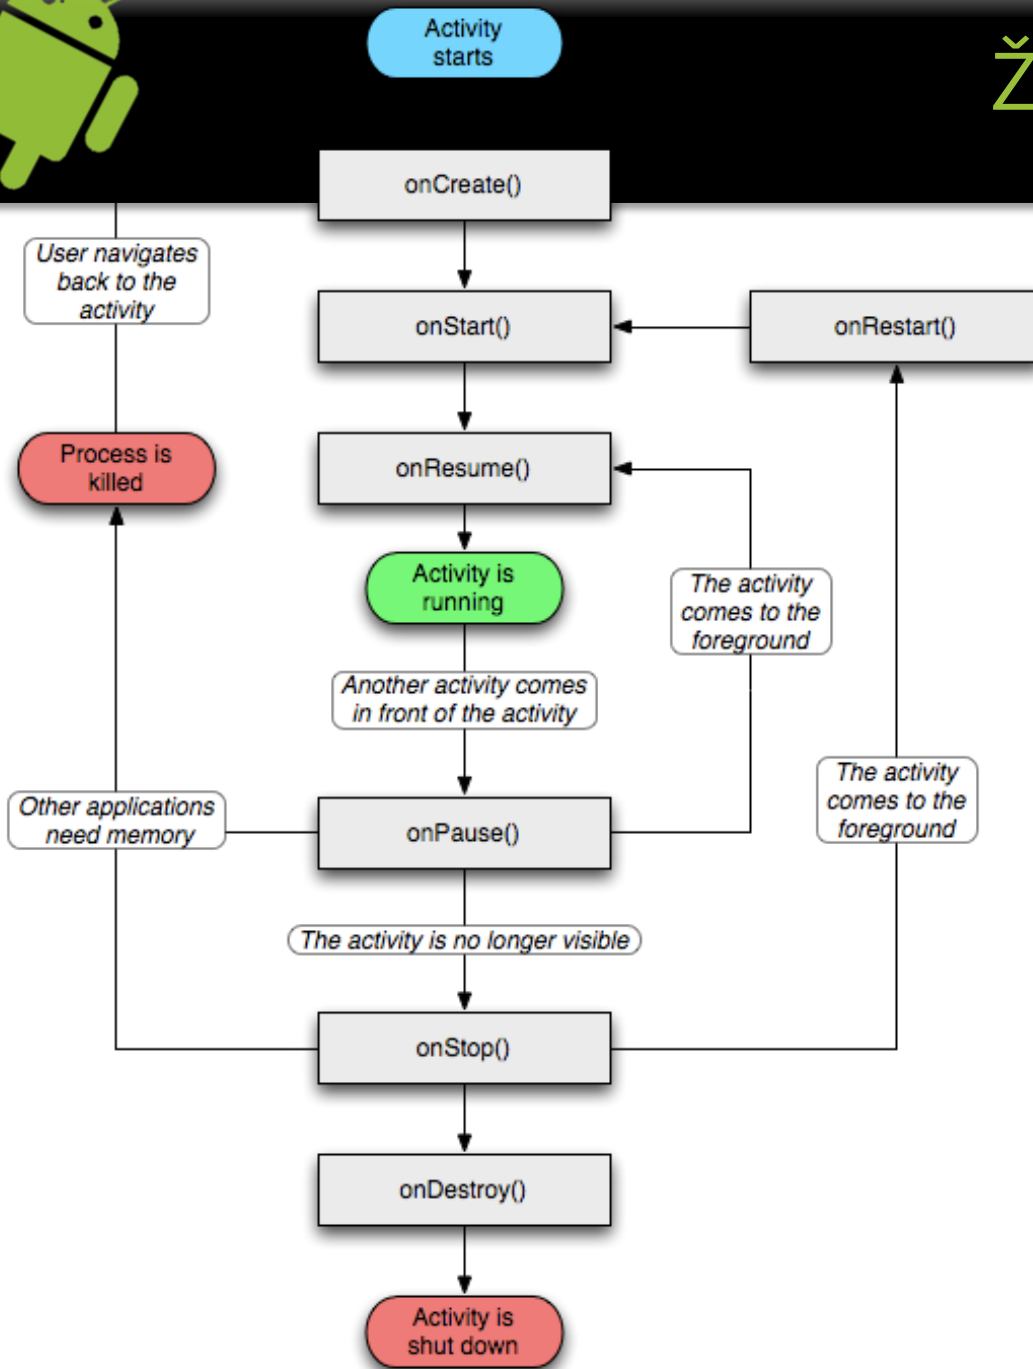 Activity
starts
Ž
onCreate()
User navigates
back to the
activity
onStart()
onRestart()
Process is
killed
onResume()
Activity is
running
The activity
comes to the
foreground
Another activity comes
in front of the activity
The activity
comes to the
foreground
Other applications
need memory
onPause()
The activity is no longer visible
onStop()
onDestroy()
Activity is
shut down